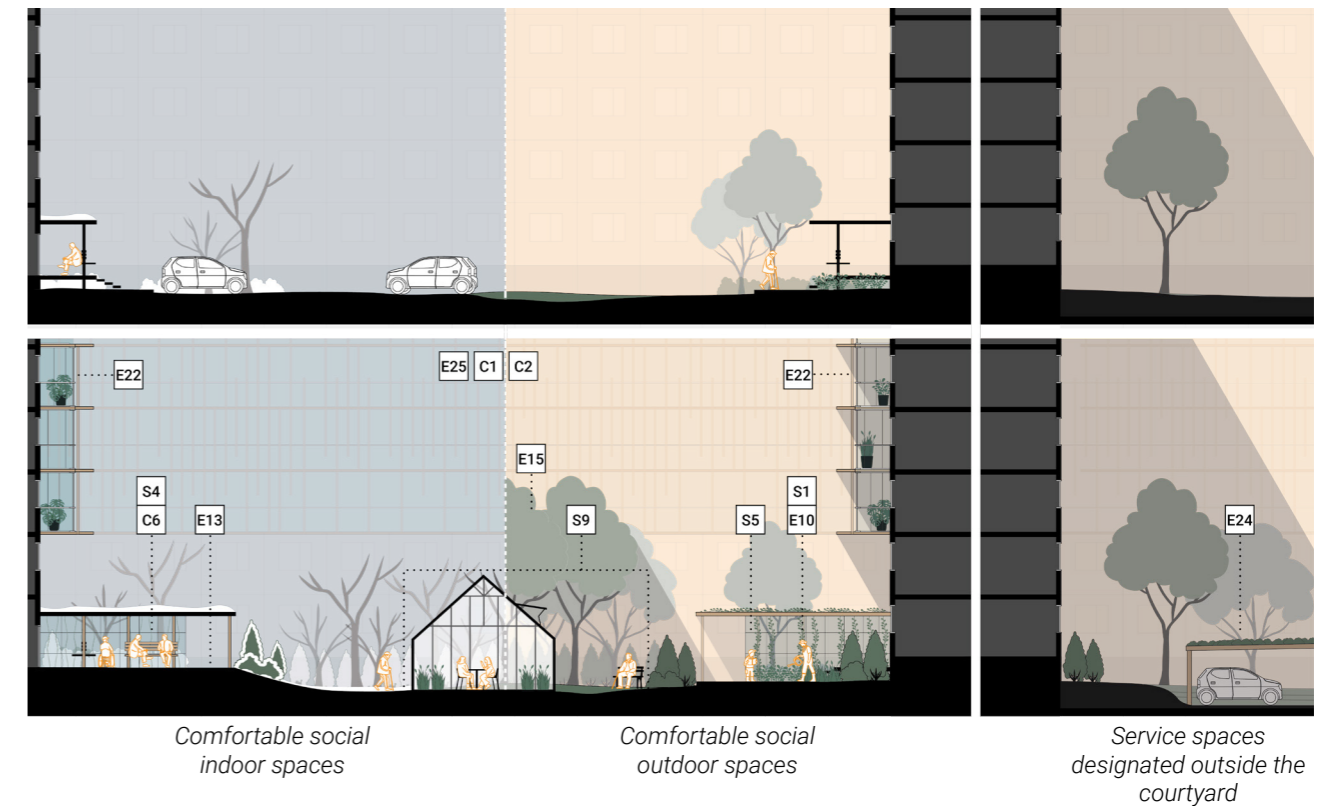 E22
E25 C1 C2
E22
E15
S4
C6
E13
S9
S5
S1
E10
E24
Comfortable social
indoor spaces
Comfortable social
outdoor spaces
Service spaces
designated outside the
courtyard